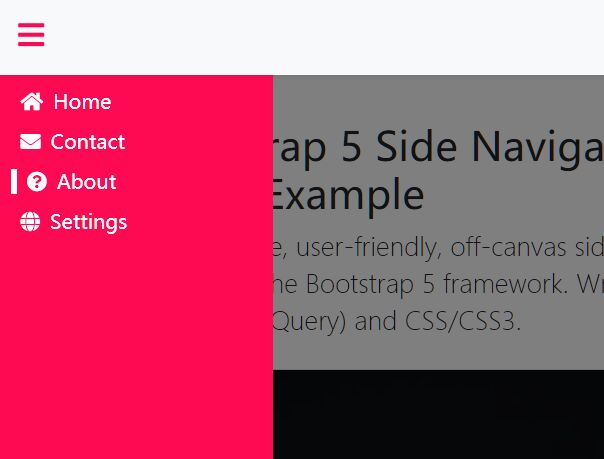 Home
Contact
About
Settings
rap 5 Side Naviga
Example
e, user-friendly, off-canvas sid
he Bootstrap 5 framework. Wr
Query) and CSS/CSS3.